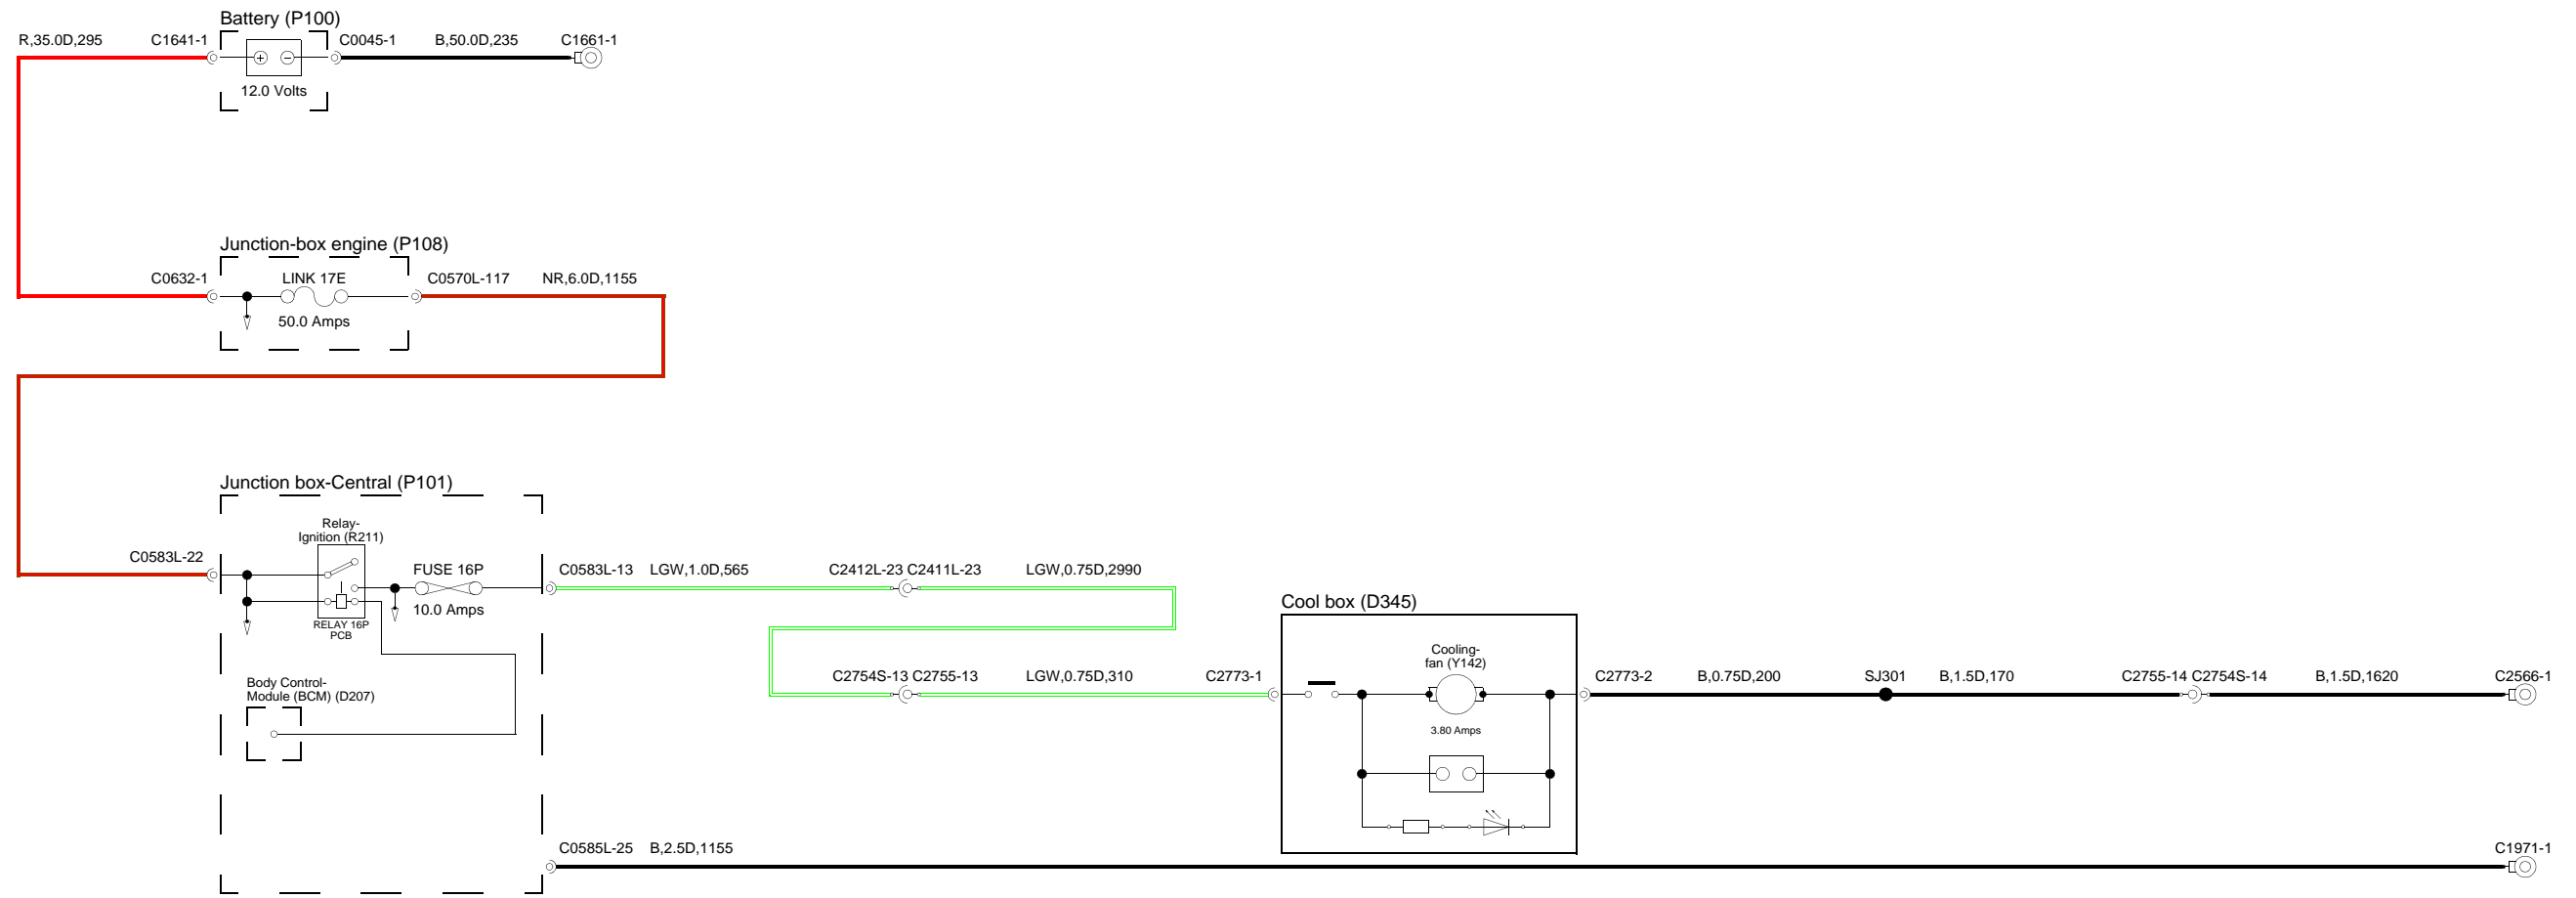 Battery (P100)
R,35.0D,295
C1641-1
C0045-1
B,50.0D,235
C1661-1
12.0 Volts
Junction-box engine (P108)
C0632-1
LINK 17E
C0570L-117
NR,6.0D,1155
50.0 Amps
Junction box-Central (P101)
Relay-
Ignition (R211)
C0583L-22
FUSE 16P
10.0 Amps
RELAY 16P
PCB
C0583L-13
LGW,1.0D,565
C2412L-23
C2411L-23
LGW,0.75D,2990
Body Control-
Module (BCM) (D207)
C2754S-13
C2755-13
LGW,0.75D,310
C2773-1
Cool box (D345)
Cooling-
fan (Y142)
3.80 Amps
C2773-2
B,0.75D,200
SJ301
B,1.5D,170
C2755-14
C2754S-14
B,1.5D,1620
C2566-1
C0585L-25
B,2.5D,1155
C1971-1